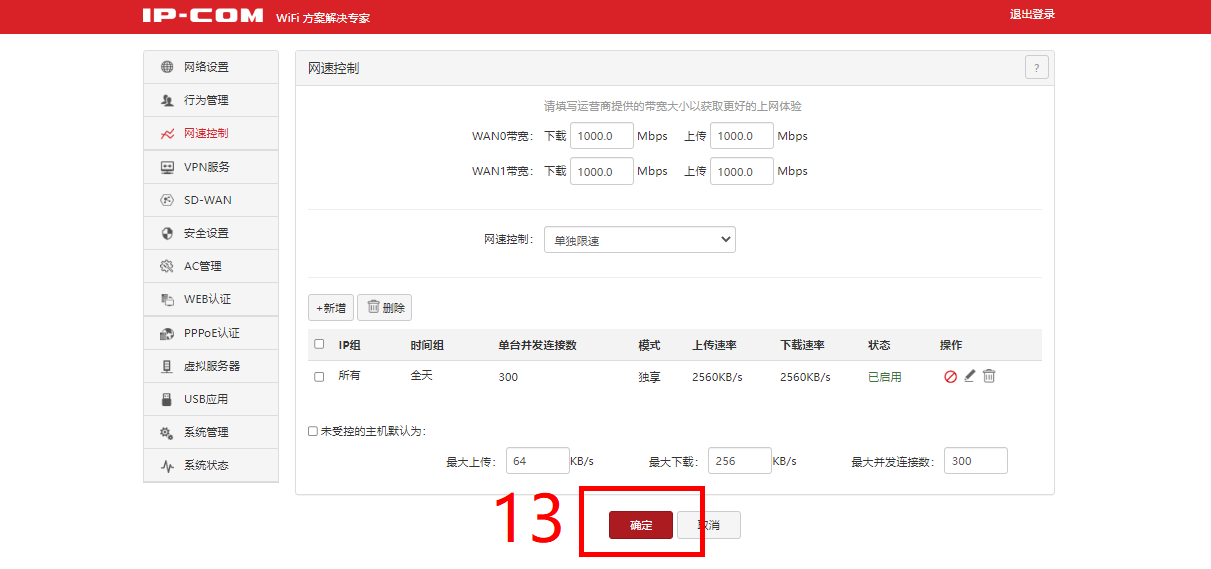 IP-COM WiFi 方案解决专家 退出登录
网络设置
行为管理
网速控制
VPN服务
SD-WAN
安全设置
AC管理
WEB认证
PPPoE认证
虚拟服务器
USB应用
系统管理
系统状态
网速控制 ?
请填写运营商提供的带宽大小以获取更好的上网体验
WAN0带宽: 下载 1000.0 Mbps 上传 1000.0 Mbps
WAN1带宽: 下载 1000.0 Mbps 上传 1000.0 Mbps
网速控制: 单独限速
+新增 删除
IP组 时间组 单台并发连接数 模式 上传速率 下载速率 状态 操作
所有 全天 300 独享 2560KB/s 2560KB/s 已启用
未受控的主机默认为:
最大上传: 64 KB/s 最大下载: 256 KB/s 最大并发连接数: 300
13 确定 取消